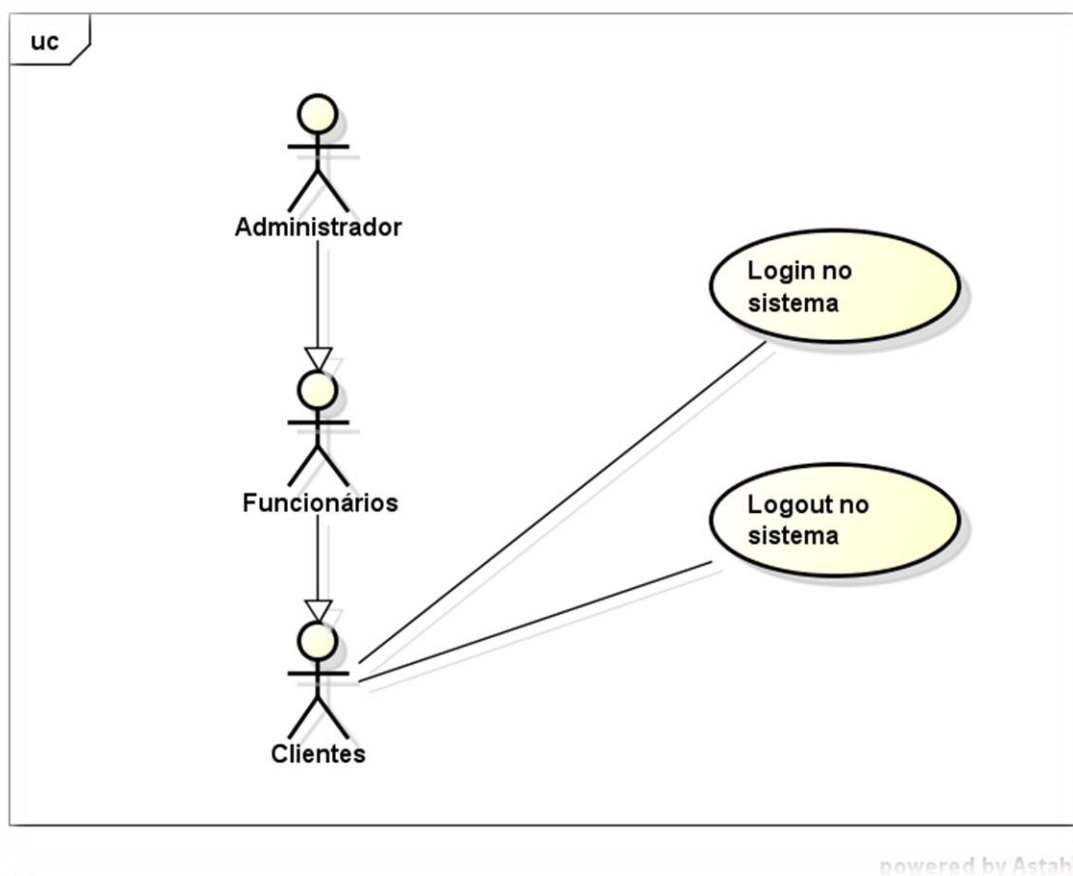 uc
Administrador
Login no
sistema
Funcionários
Logout no
sistema
Clientes
powered by Astah